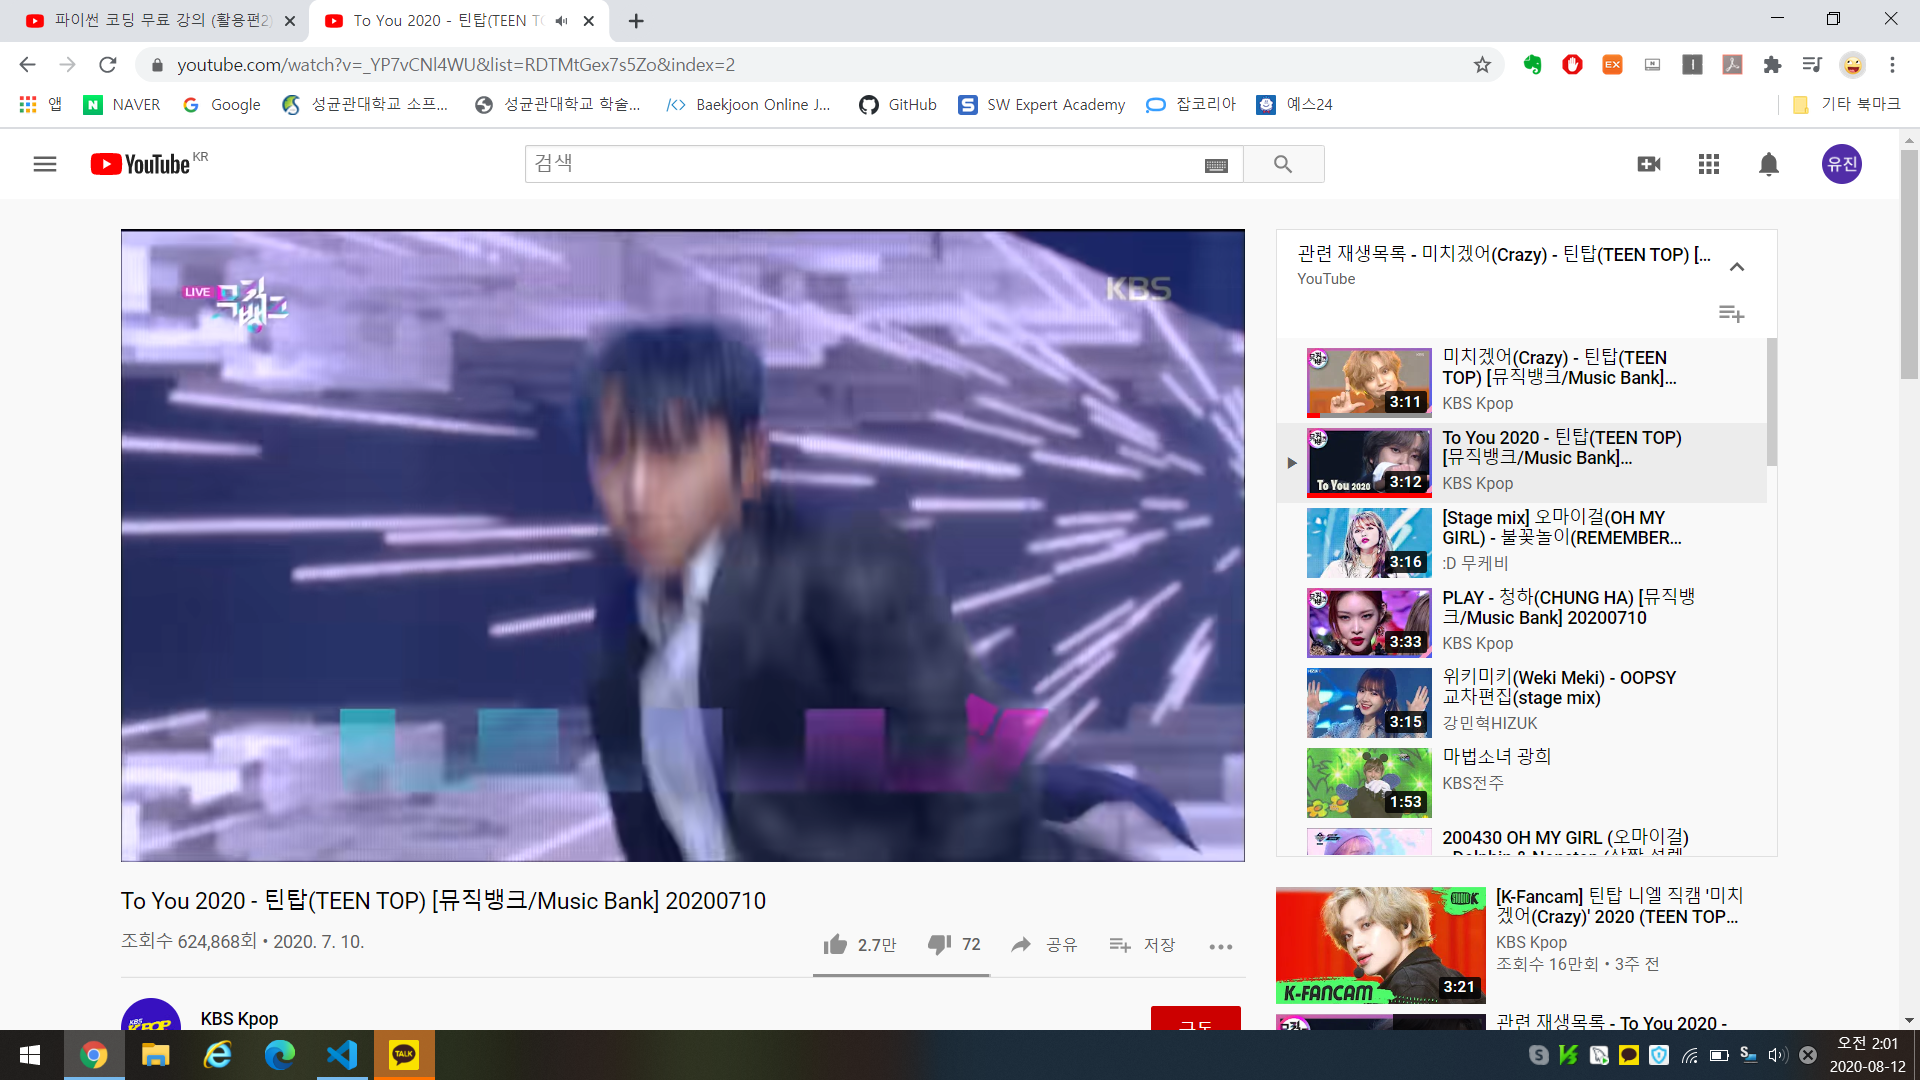 파이썬 코딩 무료 강의 (활용편2)
To You 2020 - 틴탑(TEEN TO
youtube.com/watch?v=_YP7vCNl4WU&list=RDTMtGex7s5Zo&index=2
앱
NAVER
Google
성균관대학교 소프...
성균관대학교 학술...
Baekjoon Online J...
GitHub
SW Expert Academy
잡코리아
예스24
기타 북마크
YouTube KR
검색
유진
LIVE 뮤직뱅크
KBS
관련 재생목록 - 미치겠어(Crazy) - 틴탑(TEEN TOP) [...
YouTube
미치겠어(Crazy) - 틴탑(TEEN
TOP) [뮤직뱅크/Music Bank]...
KBS Kpop
3:11
To You 2020 - 틴탑(TEEN TOP)
[뮤직뱅크/Music Bank]...
KBS Kpop
To You 2020
3:12
[Stage mix] 오마이걸(OH MY
GIRL) - 불꽃놀이(REMEMBER...
:D 무케비
3:16
PLAY - 청하(CHUNG HA) [뮤직뱅
크/Music Bank] 20200710
KBS Kpop
3:33
위키미키(Weki Meki) - OOPSY
교차편집(stage mix)
강민혁HIZUK
3:15
마법소녀 광희
KBS전주
1:53
200430 OH MY GIRL (오마이걸)
To You 2020 - 틴탑(TEEN TOP) [뮤직뱅크/Music Bank] 20200710
조회수 624,868회 • 2020. 7. 10.
2.7만
72
공유
저장
KBS Kpop
구독
[K-Fancam] 틴탑 니엘 직캠 '미치
겠어(Crazy)' 2020 (TEEN TOP...
KBS Kpop
조회수 16만회 • 3주 전
K-FANCAM
3:21
관련 재생목록 - To You 2020 -
TALK
오전 2:01
2020-08-12